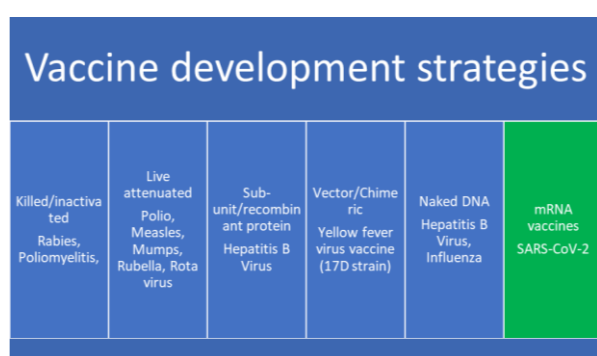 Vaccine development strategies
Killed/inactiva
ted
Rabies,
Poliomyelitis,
Live
attenuated
Polio,
Measles,
Mumps,
Rubella, Rota
virus
Sub-
unit/recombin
ant protein
Hepatitis B
Virus
Vector/Chime
ric
Yellow fever
virus vaccine
(17D strain)
Naked DNA
Hepatitis B
Virus,
Influenza
mRNA
vaccines
SARS-CoV-2